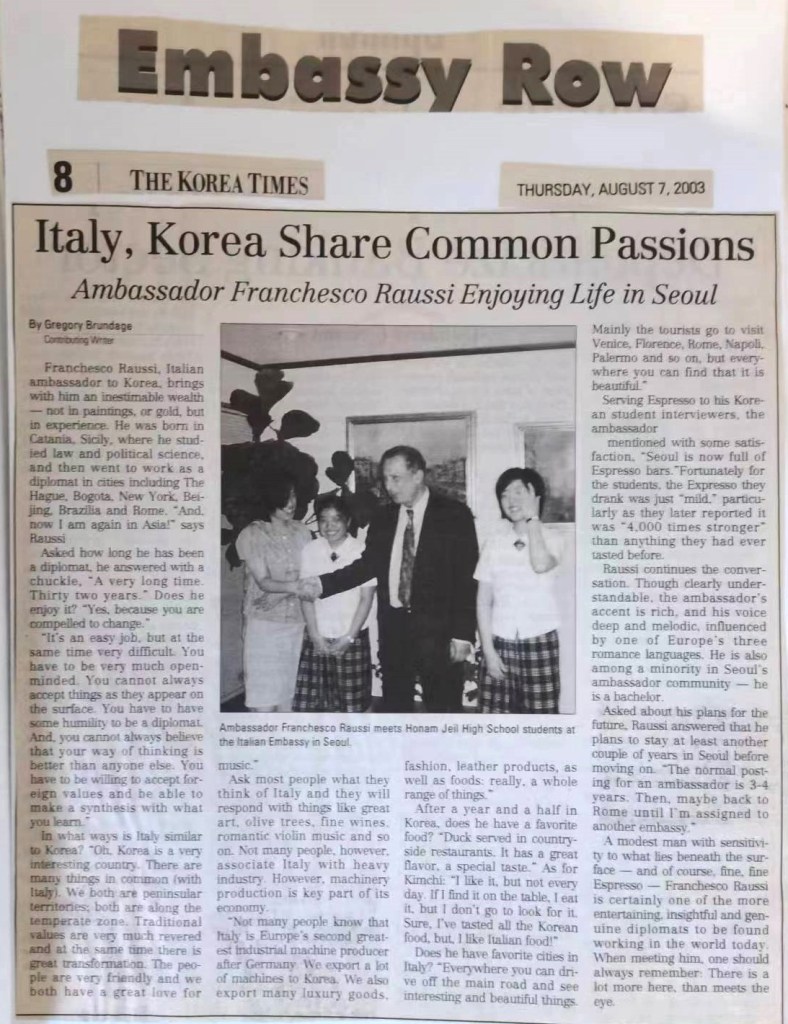 Embassy Row
8 THE KOREA TIMES
THURSDAY, AUGUST 7, 2003
Italy, Korea Share Common Passions
Ambassador Franchesco Raussi Enjoying Life in Seoul
By Gregory Brundage
Contributing Writer
Franchesco Raussi, Italian
ambassador to Korea, brings
with him an inestimable wealth
— not in paintings, or gold, but
in experience. He was born in
Catania, Sicily, where he stud-
ied law and political science,
and then went to work as a
diplomat in cities including The
Hague, Bogota, New York, Bei-
jing, Brazilia and Rome. "And,
now I am again in Asia!" says
Raussi
Asked how long he has been
a diplomat, he answered with a
chuckle, "A very long time.
Thirty two years." Does he
enjoy it? "Yes, because you are
compelled to change."
"It's an easy job, but at the
same time very difficult. You
have to be very much open-
minded. You cannot always
accept things as they appear on
the surface. You have to have
some humility to be a diplomat.
And, you cannot always believe
that your way of thinking is
better than anyone else. You
have to be willing to accept for-
eign values and be able to
make a synthesis with what
you learn."
In what ways is Italy similar
to Korea? "Oh, Korea is a very
interesting country. There are
many things in common (with
Italy). We both are peninsular
territories; both are along the
temperate zone. Traditional
values are very much revered
and at the same time there is
great transformation. The peo-
ple are very friendly and we
both have a great love for
Ambassador Franchesco Raussi meets Honam Jeil High School students at
the Italian Embassy in Seoul.
music."
Ask most people what they
think of Italy and they will
respond with things like great
art, olive trees, fine wines,
romantic violin music and so
on. Not many people, however,
associate Italy with heavy
industry. However, machinery
production is key part of its
economy.
"Not many people know that
Italy is Europe's second great-
est industrial machine producer
after Germany. We export a lot
of machines to Korea. We also
export many luxury goods,
fashion, leather products, as
well as foods: really, a whole
range of things."
After a year and a half in
Korea, does he have a favorite
food? "Duck served in country-
side restaurants. It has a great
flavor, a special taste." As for
Kimchi: "I like it, but not every
day. If I find it on the table, I eat
it, but I don't go to look for it.
Sure, I've tasted all the Korean
food, but, I like Italian food!"
Does he have favorite cities in
Italy? "Everywhere you can dri-
ve off the main road and see
interesting and beautiful things.
Mainly the tourists go to visit
Venice, Florence, Rome, Napoli,
Palermo and so on, but every-
where you can find that it is
beautiful."
Serving Espresso to his Kore-
an student interviewers, the
ambassador
mentioned with some satis-
faction, "Seoul is now full of
Espresso bars."Fortunately for
the students, the Expresso they
drank was just "mild," particu-
larly as they later reported it
was "4,000 times stronger"
than anything they had ever
tasted before.
Raussi continues the conver-
sation. Though clearly under-
standable, the ambassador's
accent is rich, and his voice
deep and melodic, influenced
by one of Europe's three
romance languages. He is also
among a minority in Seoul's
ambassador community — he
is a bachelor.
Asked about his plans for the
future, Raussi answered that he
plans to stay at least another
couple of years in Seoul before
moving on. "The normal post-
ing for an ambassador is 3-4
years. Then, maybe back to
Rome until I'm assigned to
another embassy."
A modest man with sensitivi-
ty to what lies beneath the sur-
face — and of course, fine, fine
Espresso — Franchesco Raussi
is certainly one of the more
entertaining, insightful and gen-
uine diplomats to be found
working in the world today.
When meeting him, one should
always remember: There is a
lot more here, than meets the
eye.